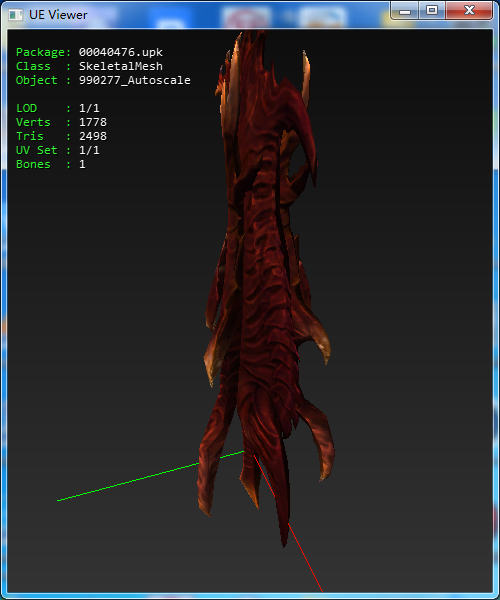 UE Viewer
Package: 00040476.upk
Class : SkeletalMesh
Object : 990277_Autoscale
LOD : 1/1
Verts : 1778
Tris : 2498
UV Set : 1/1
Bones : 1